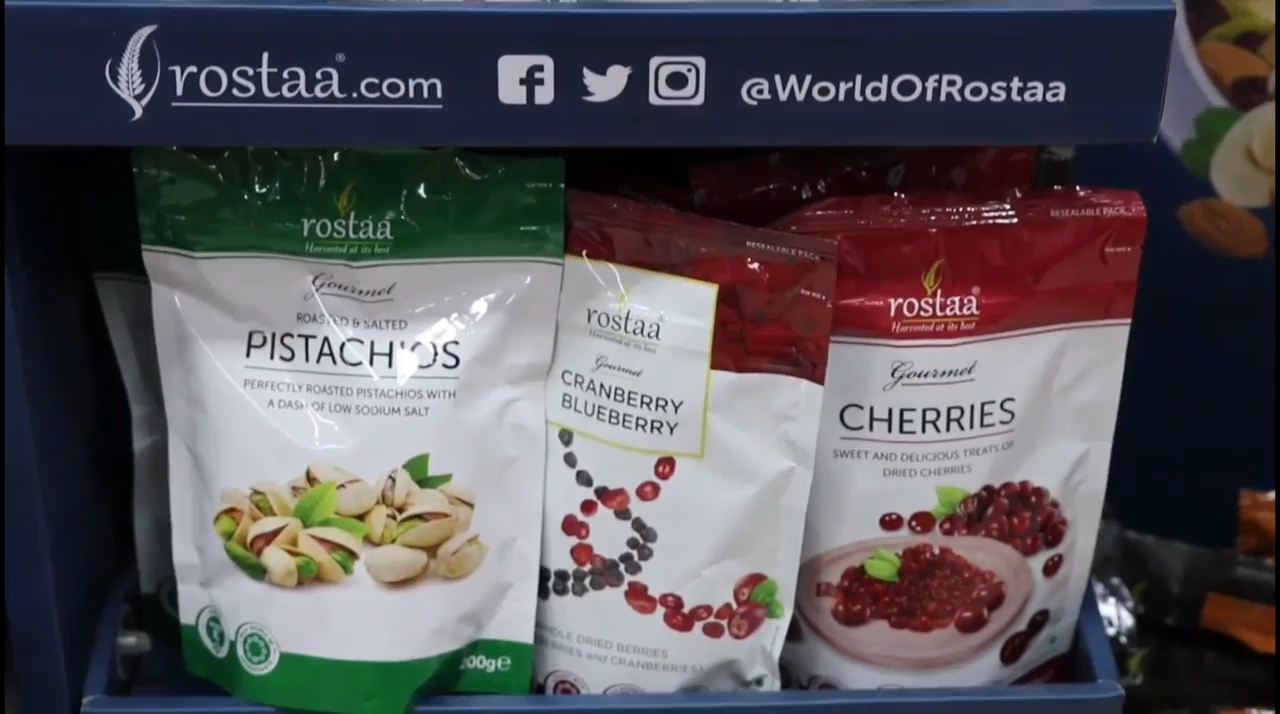 rostaa.com @WorldOfRostaa
rostaa
Harvested at its best
Gourmet
ROASTED & SALTED
PISTACHIOS
PERFECTLY ROASTED PISTACHIOS WITH
A DASH OF LOW SODIUM SALT
200g e
RESEALABLE PACK
rostaa
Harvested at its best
Gourmet
CRANBERRY
BLUEBERRY
WHOLE DRIED BERRIES
and CRANBERRIES
RESEALABLE PACK
rostaa
Harvested at its best
Gourmet
CHERRIES
SWEET AND DELICIOUS TREATS OF
DRIED CHERRIES